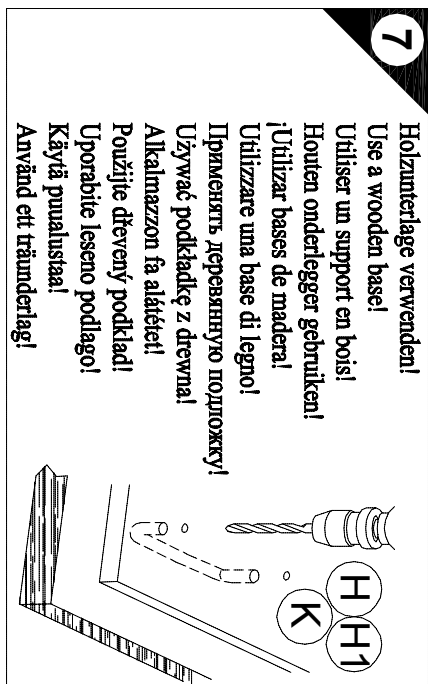 7
Holzunterlage verwenden!
Use a wooden base!
Utiliser un support en bois!
Houten onderlegger gebruiken!
¡Utilizar bases de madera!
Utilizzare una base di legno!
Применять деревянную подложку!
Używać podkładkę z drewna!
Alkalmazzon fa alátétet!
Použijte dřevený podklad!
Uporabite leseno podlago!
Käytä puualustaa!
Använd ett träunderlag!
H
H1
K